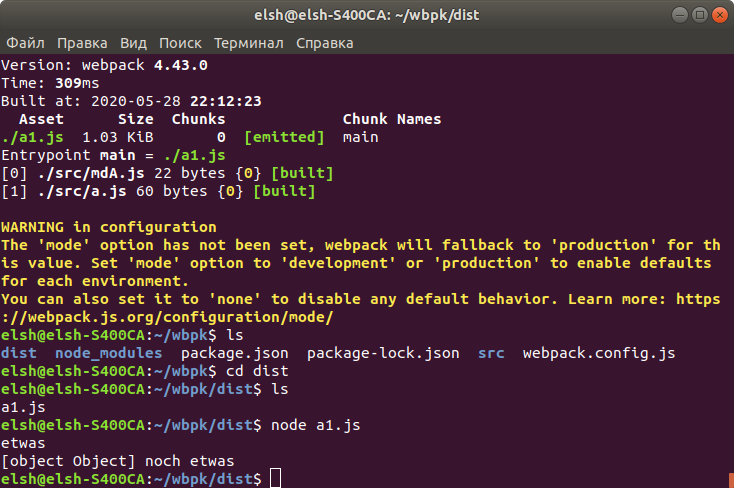 elsh@elsh-S400CA: ~/wbpk/dist
Файл Правка Вид Поиск Терминал Справка
Version: webpack 4.43.0
Time: 309ms
Built at: 2020-05-28 22:12:23
  Asset      Size  Chunks             Chunk Names
./a1.js  1.03 KiB       0  [emitted]  main
Entrypoint main = ./a1.js
[0] ./src/mdA.js 22 bytes {0} [built]
[1] ./src/a.js 60 bytes {0} [built]

WARNING in configuration
The 'mode' option has not been set, webpack will fallback to 'production' for th
is value. Set 'mode' option to 'development' or 'production' to enable defaults
for each environment.
You can also set it to 'none' to disable any default behavior. Learn more: https
://webpack.js.org/configuration/mode/
elsh@elsh-S400CA:~/wbpk$ ls
dist  node_modules  package.json  package-lock.json  src  webpack.config.js
elsh@elsh-S400CA:~/wbpk$ cd dist
elsh@elsh-S400CA:~/wbpk/dist$ ls
a1.js
elsh@elsh-S400CA:~/wbpk/dist$ node a1.js
etwas
[object Object] noch etwas
elsh@elsh-S400CA:~/wbpk/dist$